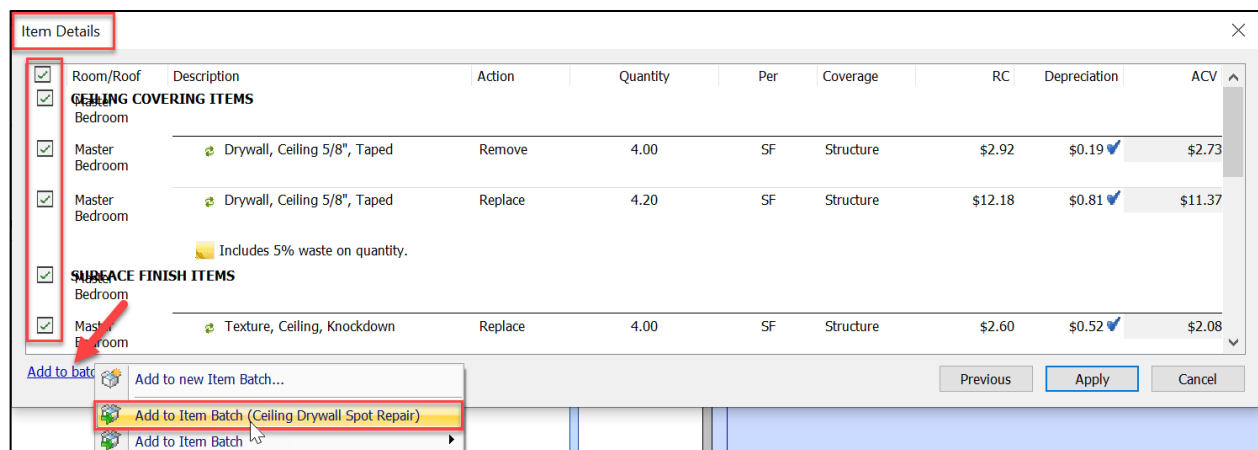 Item Details
Room/Roof Description Action Quantity Per Coverage RC Depreciation ACV
Master CEILING COVERING ITEMS
Bedroom
Master Drywall, Ceiling 5/8", Taped Remove 4.00 SF Structure $2.92 $0.19 $2.73
Bedroom
Master Drywall, Ceiling 5/8", Taped Replace 4.20 SF Structure $12.18 $0.81 $11.37
Bedroom
Includes 5% waste on quantity.
Master SURFACE FINISH ITEMS
Bedroom
Master Texture, Ceiling, Knockdown Replace 4.00 SF Structure $2.60 $0.52 $2.08
Bedroom
Add to batc
Add to new Item Batch...
Previous Apply Cancel
Add to Item Batch (Ceiling Drywall Spot Repair)
Add to Item Batch